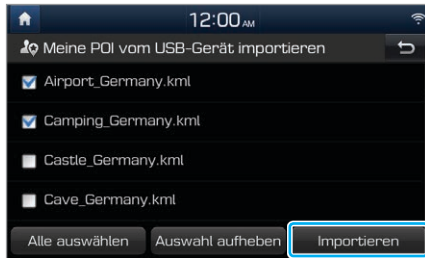 12:00 AM
Meine POI vom USB-Gerät importieren
Airport_Germany.kml
Camping_Germany.kml
Castle_Germany.kml
Cave_Germany.kml
Alle auswählen Auswahl aufheben Importieren